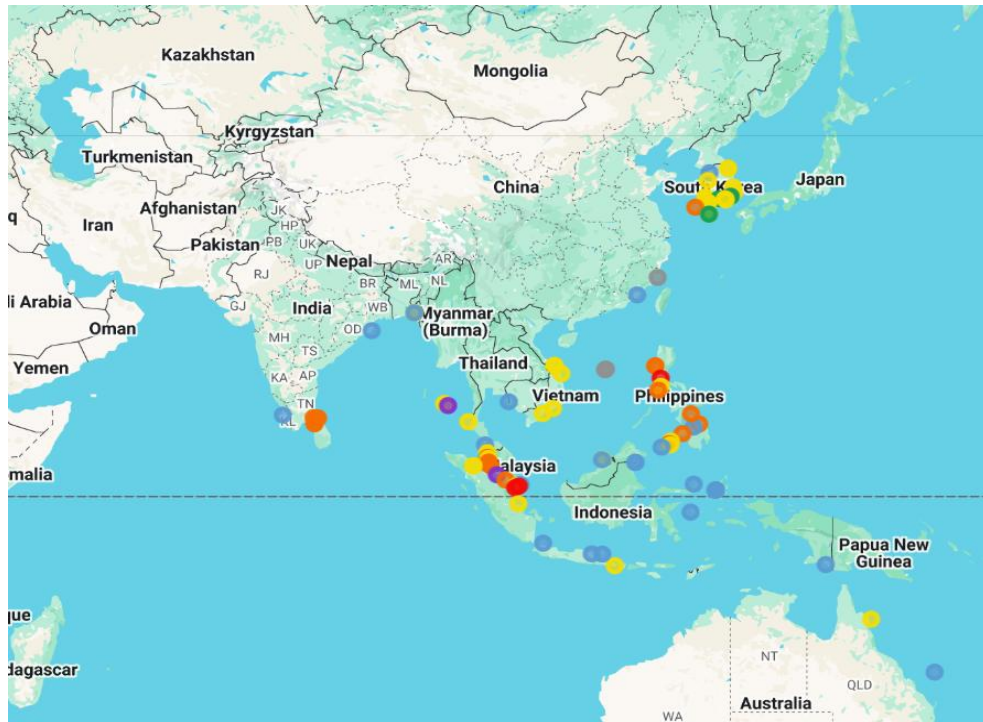 Kazakhstan
Mongolia
Kyrgyzstan
Turkmenistan
China
South Korea
Japan
Afghanistan
Iran
JK
HP
PB
UK
Pakistan
Nepal
UP
AR
NL
ML
BR
RJ
GJ
India
WB
OD
Myanmar
(Burma)
MH
TS
Oman
Yemen
KA
AP
TN
KL
Thailand
Vietnam
Philippines
alaysia
malia
i Arabia
q
Indonesia
Papua New
Guinea
que
dagascar
NT
QLD
WA
Australia